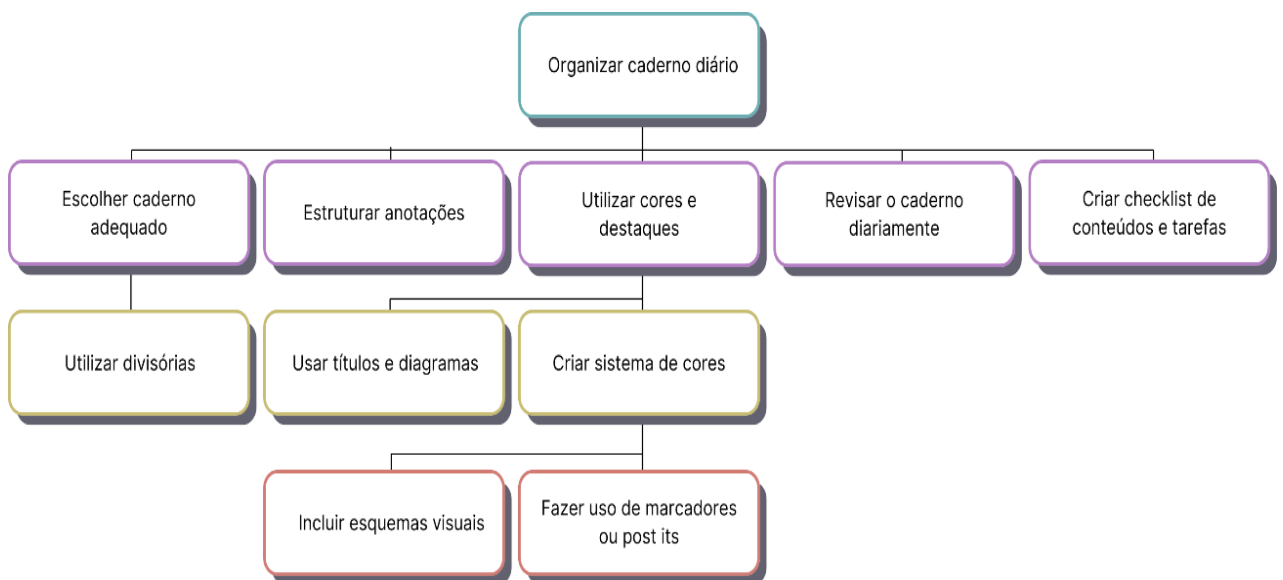 Organizar caderno diário
Escolher caderno
adequado
Estruturar anotações
Utilizar cores e
destaques
Revisar o caderno
diariamente
Criar checklist de
conteúdos e tarefas
Utilizar divisórias
Usar títulos e diagramas
Criar sistema de cores
Incluir esquemas visuais
Fazer uso de marcadores
ou post its